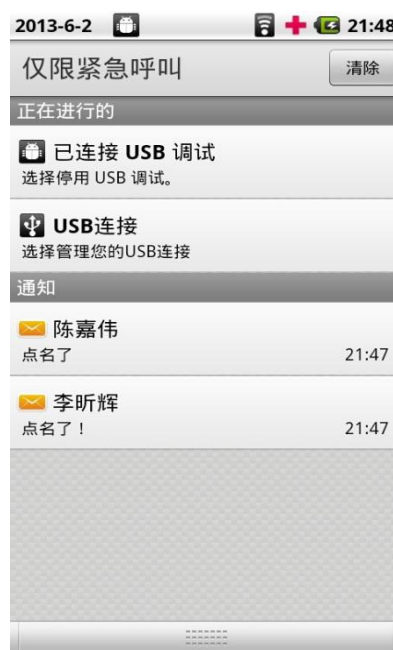 2013-6-2 21:48
仅限紧急呼叫 清除
正在进行的
已连接 USB 调试
选择停用 USB 调试。
USB连接
选择管理您的USB连接
通知
陈嘉伟
点名了 21:47
李昕辉
点名了！ 21:47